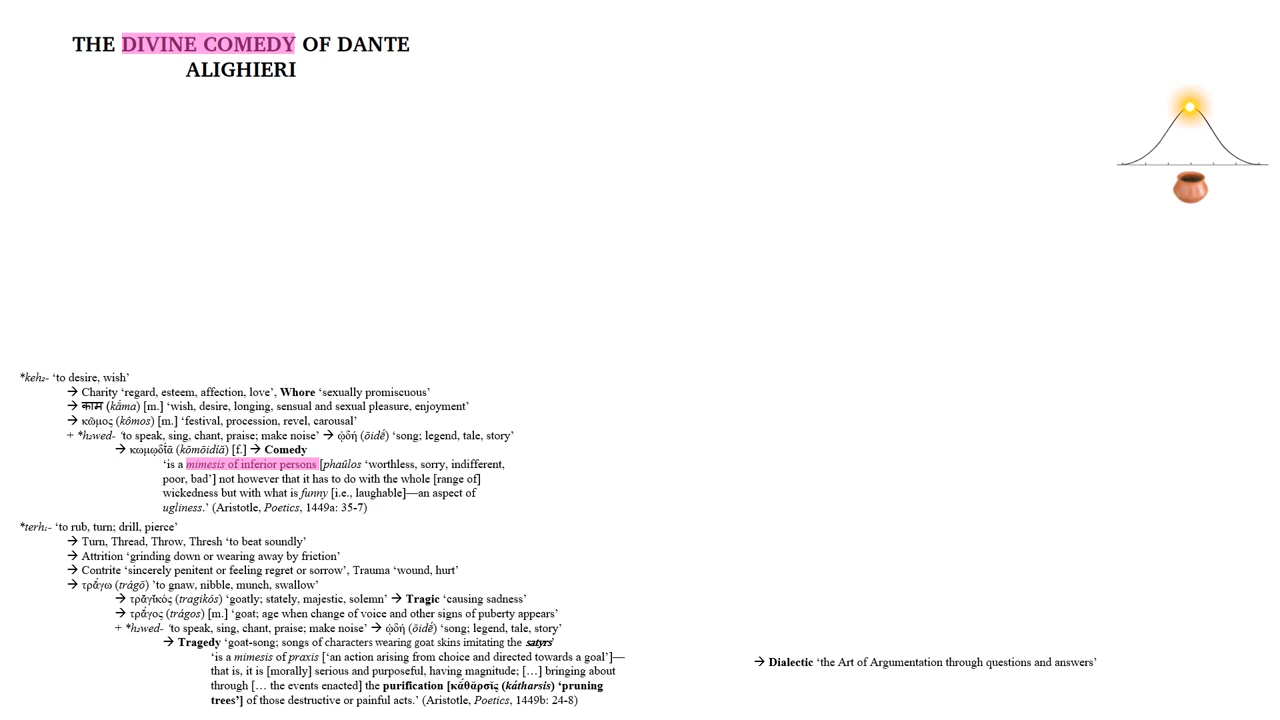 THE DIVINE COMEDY OF DANTE
ALIGHIERI
*keh₂- ‘to desire, wish’
→ Charity ‘regard, esteem, affection, love’, Whore ‘sexually promiscuous’
→ काम (kā́ma) [m.] ‘wish, desire, longing, sensual and sexual pleasure, enjoyment’
→ κῶμος (kômos) [m.] ‘festival, procession, revel, carousal’
+ *h₂wed- ‘to speak, sing, chant, praise; make noise’ → ᾠδή (ōidḗ) ‘song; legend, tale, story’
→ κωμῳδῐ́ᾱ (kōmōidíā) [f.] → Comedy
‘is a mimesis of inferior persons [phaûlos ‘worthless, sorry, indifferent,
poor, bad’] not however that it has to do with the whole [range of]
wickedness but with what is funny [i.e., laughable]—an aspect of
ugliness.’ (Aristotle, Poetics, 1449a: 35-7)
*terh₁- ‘to rub, turn; drill, pierce’
→ Turn, Thread, Throw, Thresh ‘to beat soundly’
→ Attrition ‘grinding down or wearing away by friction’
→ Contrite ‘sincerely penitent or feeling regret or sorrow’, Trauma ‘wound, hurt’
→ τρᾰ́γω (trágō) ’to gnaw, nibble, munch, swallow’
→ τρᾰγῐκός (tragikós) ‘goatly; stately, majestic, solemn’ → Tragic ‘causing sadness’
→ τρᾰ́γος (trágos) [m.] ‘goat; age when change of voice and other signs of puberty appears’
+ *h₂wed- ‘to speak, sing, chant, praise; make noise’ → ᾠδή (ōidḗ) ‘song; legend, tale, story’
→ Tragedy ‘goat-song; songs of characters wearing goat skins imitating the satyrs’
‘is a mimesis of praxis [‘an action arising from choice and directed towards a goal’]—
that is, it is [morally] serious and purposeful, having magnitude; […] bringing about
through [… the events enacted] the purification [κᾰ́θᾰρσῐς (kátharsis) ‘pruning
trees’] of those destructive or painful acts.’ (Aristotle, Poetics, 1449b: 24-8)
→ Dialectic ‘the Art of Argumentation through questions and answers’